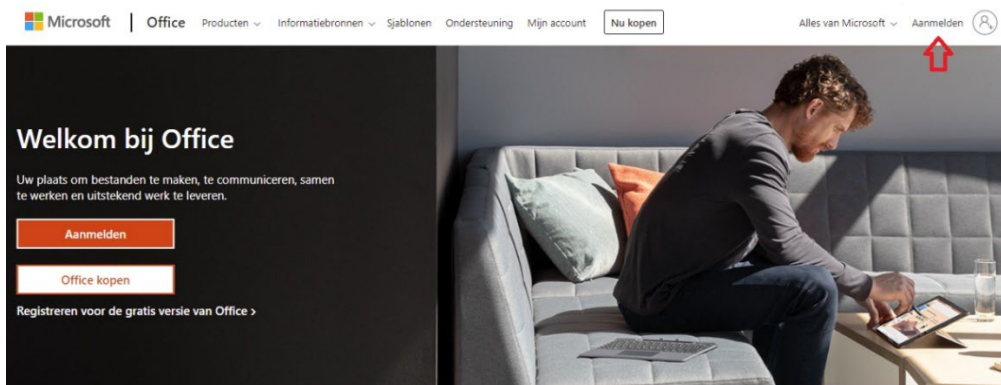 Microsoft Office Producten Informatiebronnen Sjablonen Ondersteuning Mijn account Nu kopen Alles van Microsoft Aanmelden
Welkom bij Office
Uw plaats om bestanden te maken, te communiceren, samen
te werken en uitstekend werk te leveren.
Aanmelden
Office kopen
Registreren voor de gratis versie van Office >